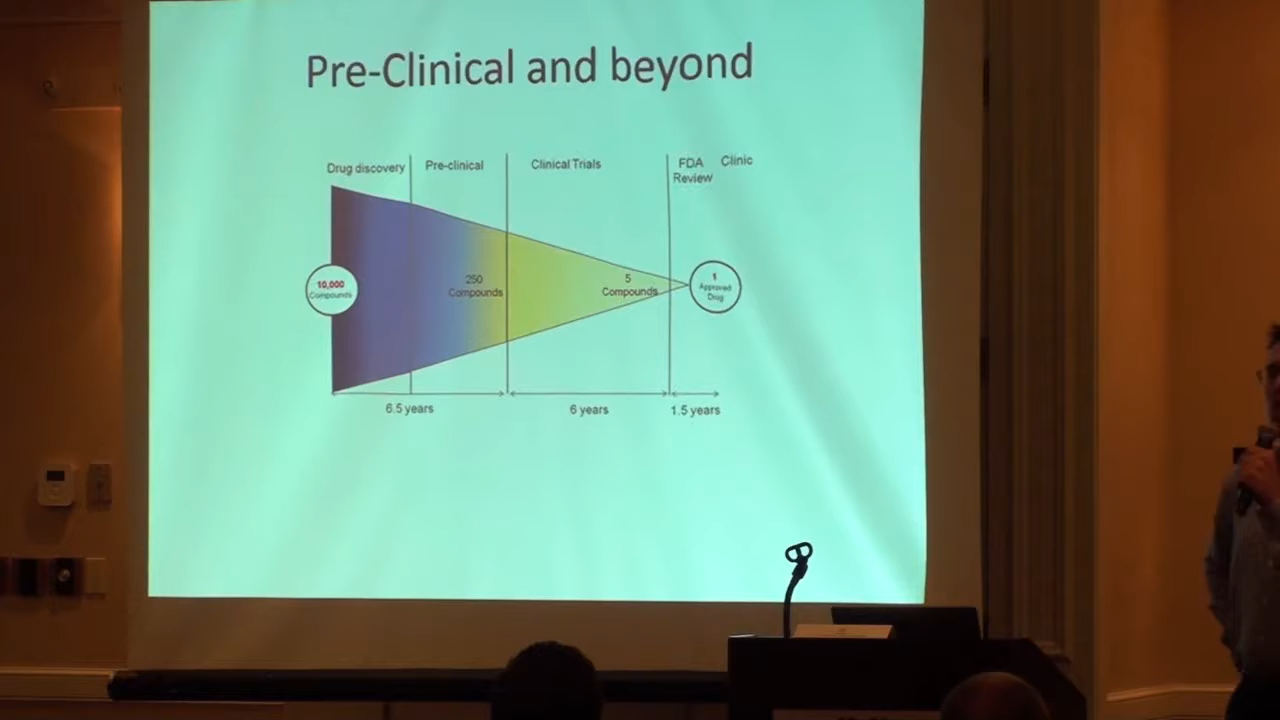 Pre-Clinical and beyond
Drug discovery
Pre-clinical
Clinical Trials
FDA
Review
Clinic
10,000
Compounds
250
Compounds
5
Compounds
1
Approved
Drug
6.5 years
6 years
1.5 years